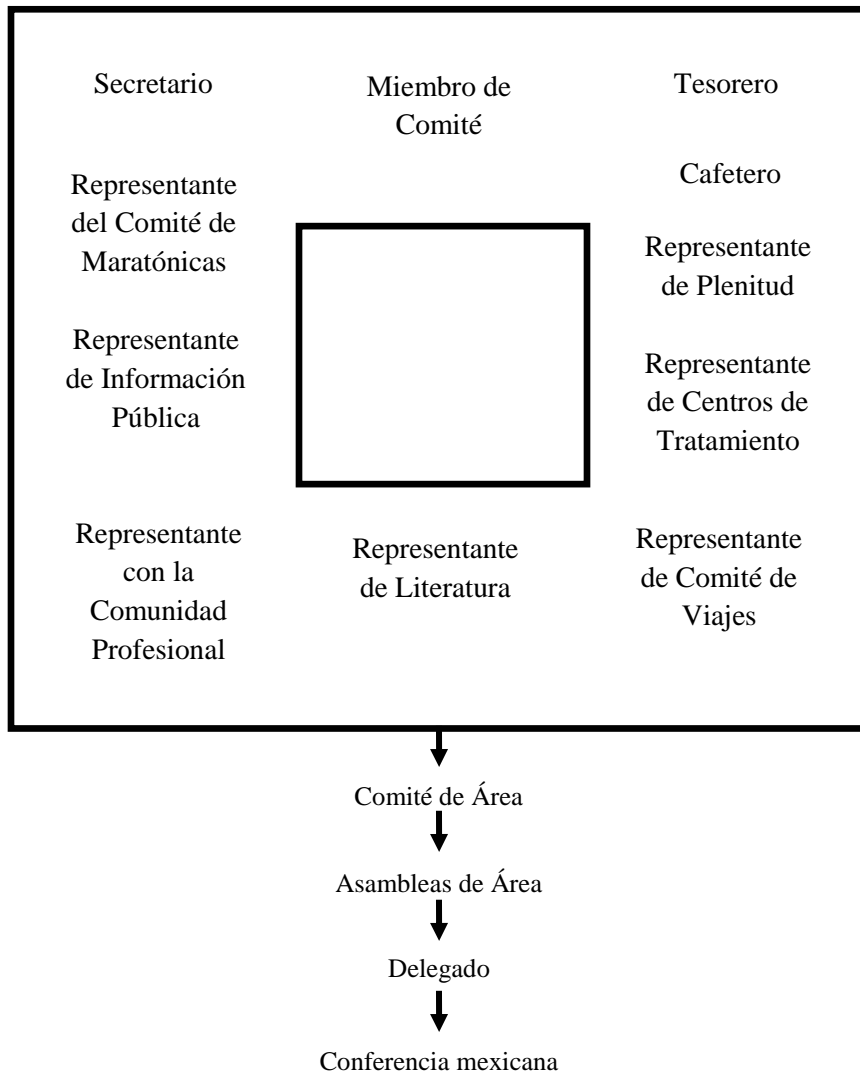 Secretario
Miembro de
Comité
Tesorero
Cafetero
Representante
del Comité de
Maratónicas
Representante
de Plenitud
Representante
de Información
Pública
Representante
de Centros de
Tratamiento
Representante
con la
Comunidad
Profesional
Representante
de Literatura
Representante
de Comité de
Viajes
Comité de Área
Asambleas de Área
Delegado
Conferencia mexicana